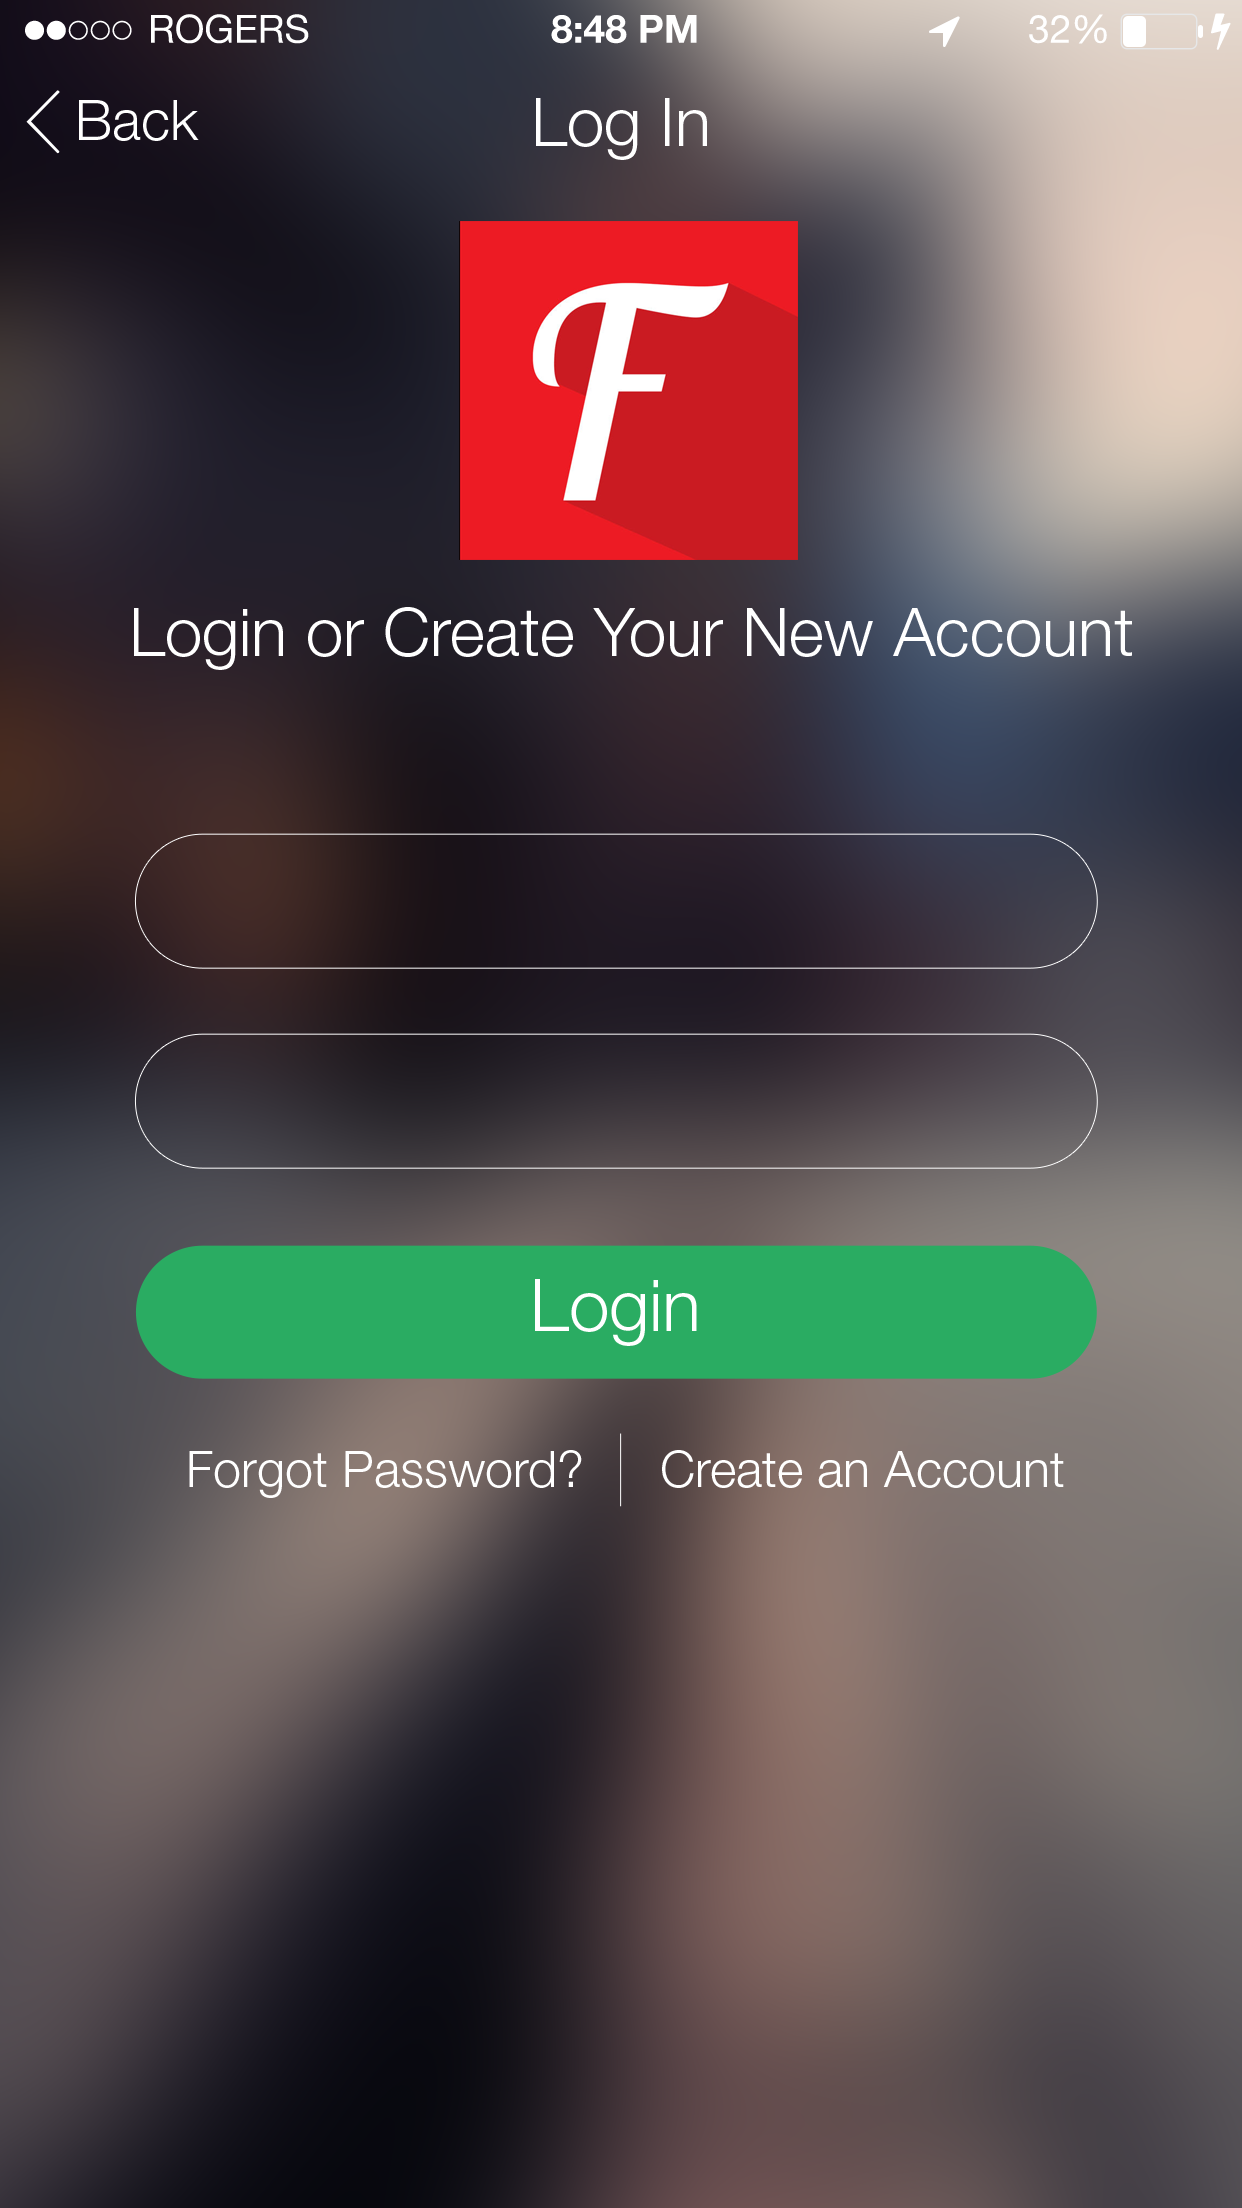 ROGERS 8:48 PM 32%
Back Log In
F
Login or Create Your New Account
Login
Forgot Password? Create an Account